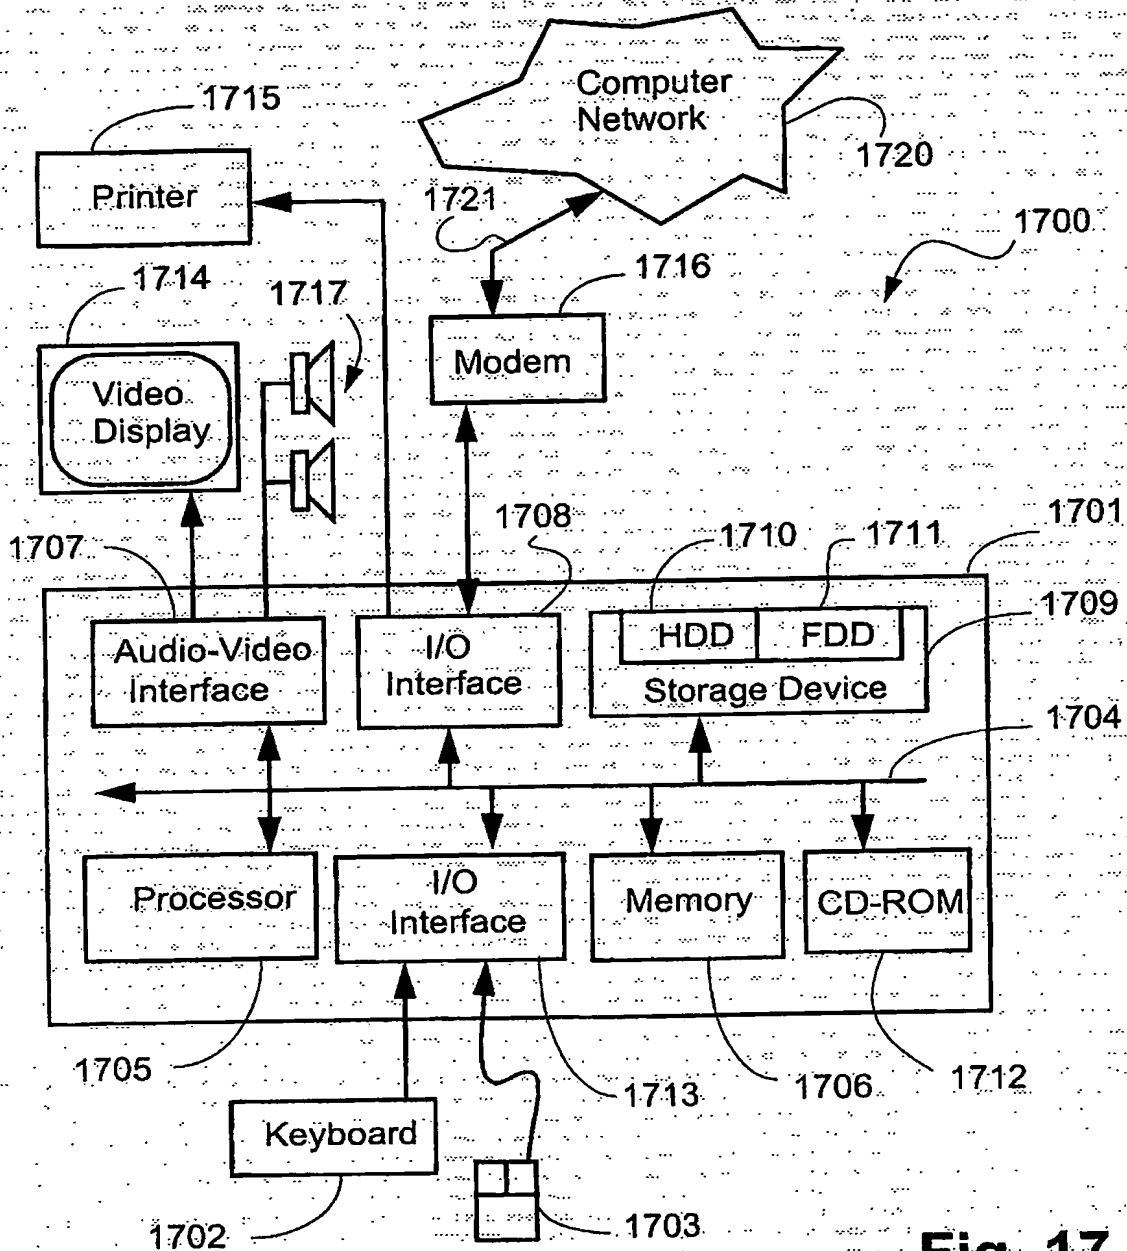 Computer
Network
1715
1720
Printer
1721
1700
1714
1717
1716
Video
Display
Modem
1708
1710
1711
1701
1707
1709
Audio-Video
Interface
I/O
Interface
HDD
FDD
Storage Device
1704
Processor
I/O
Interface
Memory
CD-ROM
1705
1713
1706
1712
Keyboard
1702
1703
Fig. 17